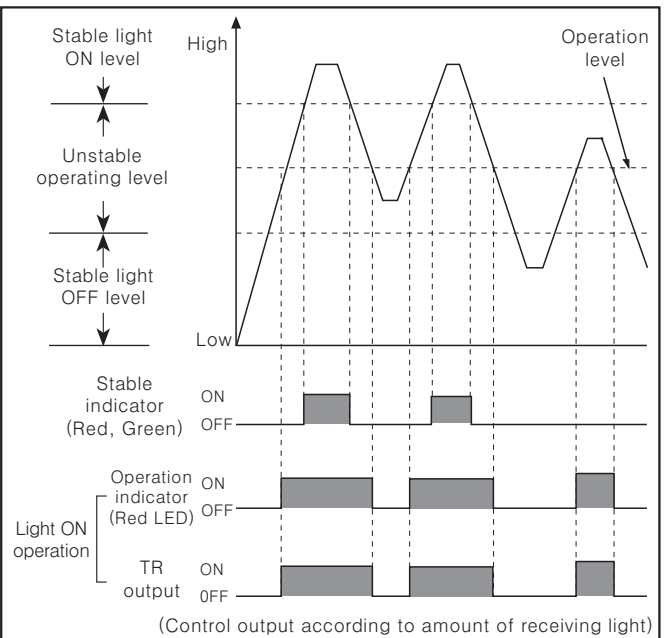 Stable light
ON level
High
Operation
level
Unstable
operating level
Stable light
OFF level
Low
Stable
indicator
(Red, Green)
ON
OFF
Operation
indicator
(Red LED)
ON
OFF
Light ON
operation
TR
output
ON
0FF
(Control output according to amount of receiving light)